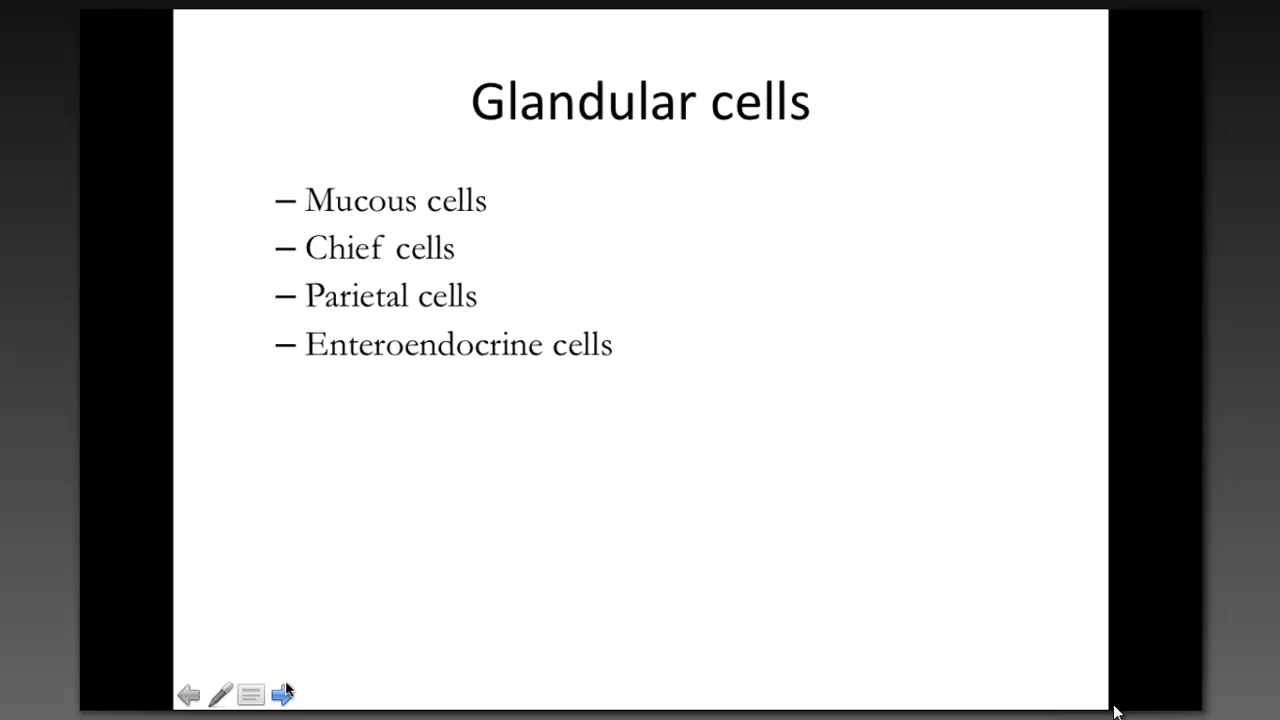 Glandular cells
– Mucous cells
– Chief cells
– Parietal cells
– Enteroendocrine cells